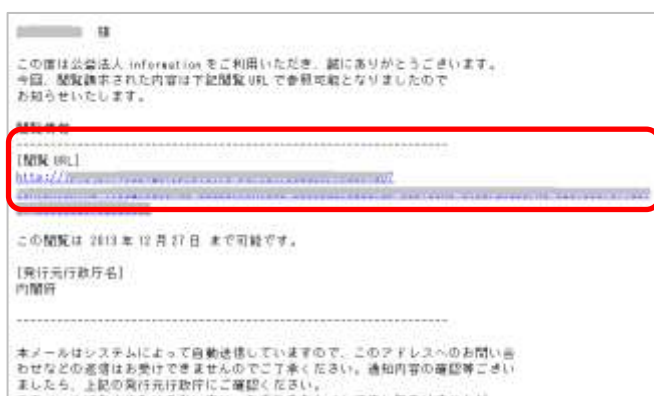 様
この度は公益法人 information をご利用いただき、誠にありがとうございます。
今回、閲覧請求された内容は下記閲覧 URL で参照可能となりましたので
お知らせいたします。
閲覧情報
------------------------------------------------------------
[閲覧 URL]
http://
この閲覧は 2013 年 12 月 27 日 まで可能です。
[発行元行政庁名]
内閣府
------------------------------------------------------------
本メールはシステムによって自動送信していますので、このアドレスへのお問い合
わせなどの返信はお受けできませんのでご了承ください。通知内容の確認等ござい
ましたら、上記の発行元行政庁にご確認ください。